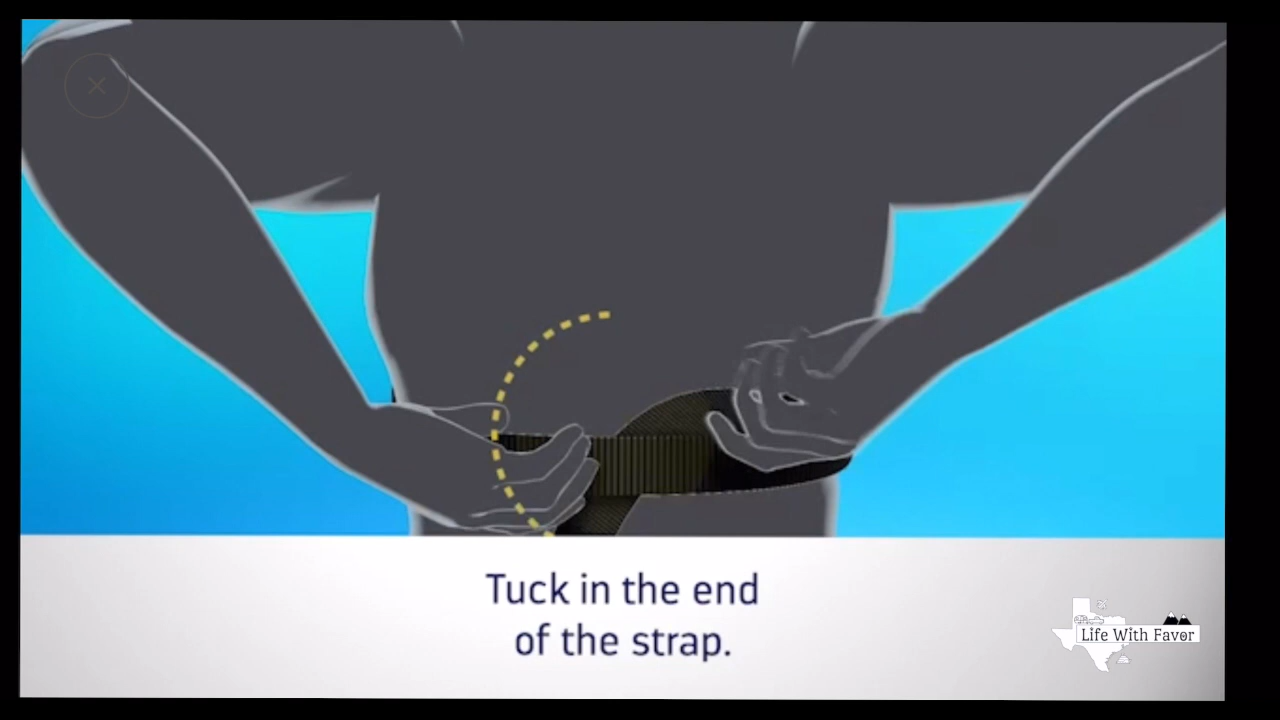 Tuck in the end
of the strap.
Life With Favor